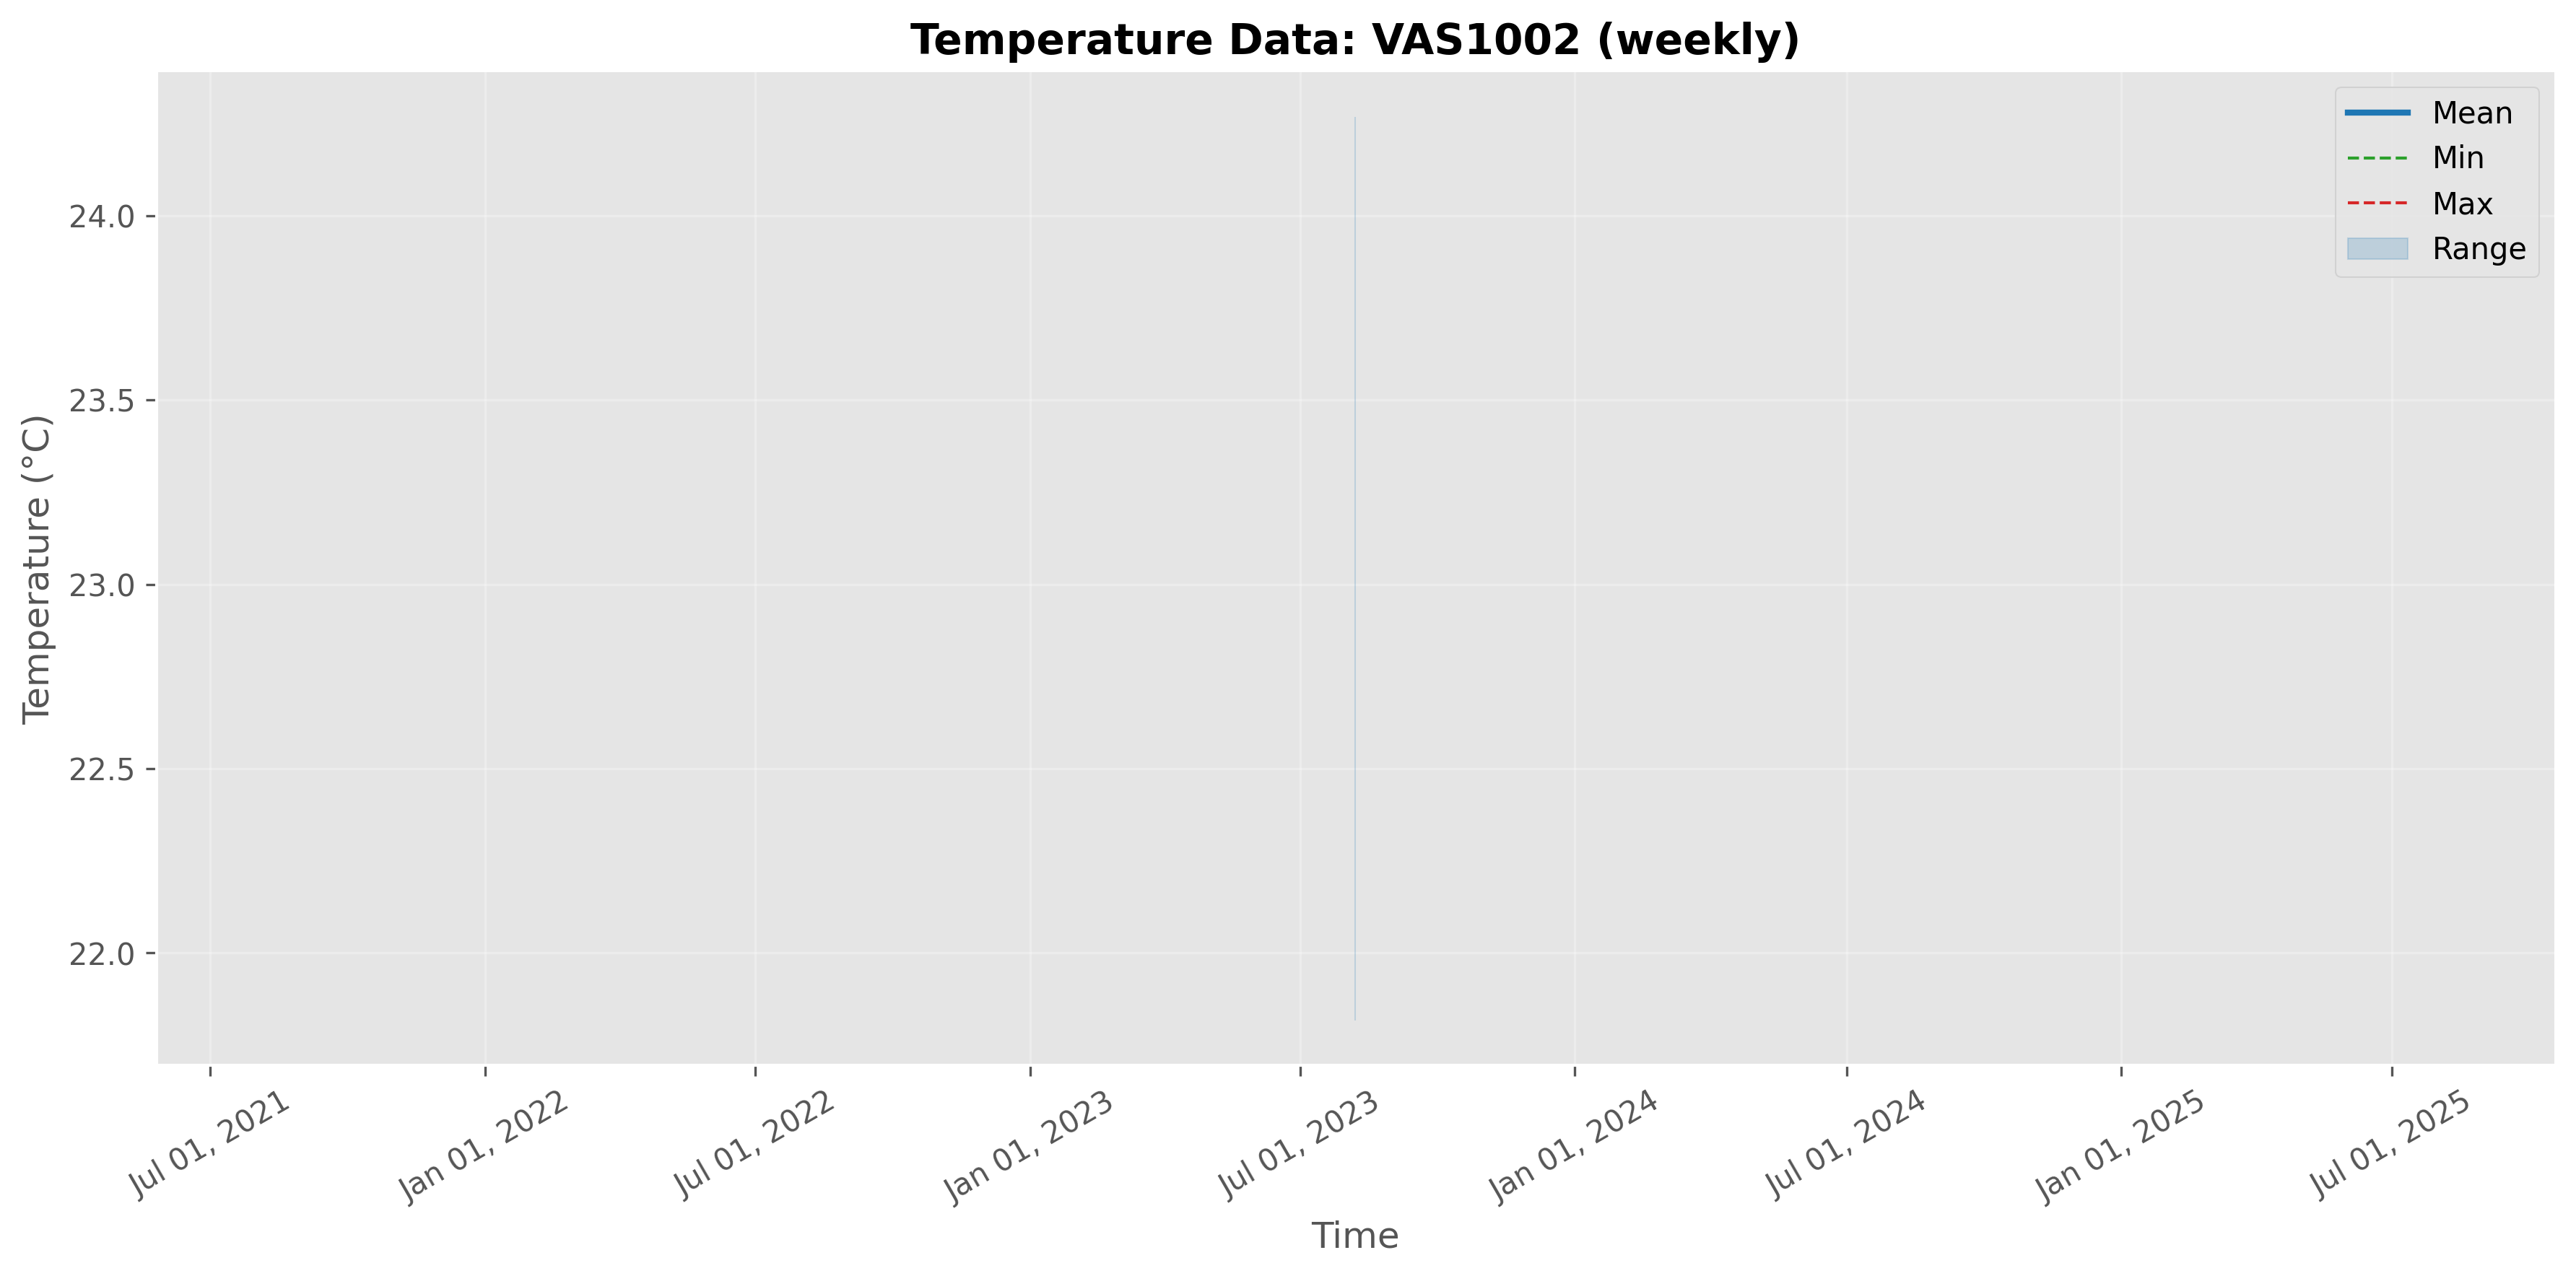 Temperature Data: VAS1002 (weekly)
Mean
Min
Max
Range
Temperature (°C)
24.0
23.5
23.0
22.5
22.0
Jul 01, 2021
Jan 01, 2022
Jul 01, 2022
Jan 01, 2023
Jul 01, 2023
Jan 01, 2024
Jul 01, 2024
Jan 01, 2025
Jul 01, 2025
Time